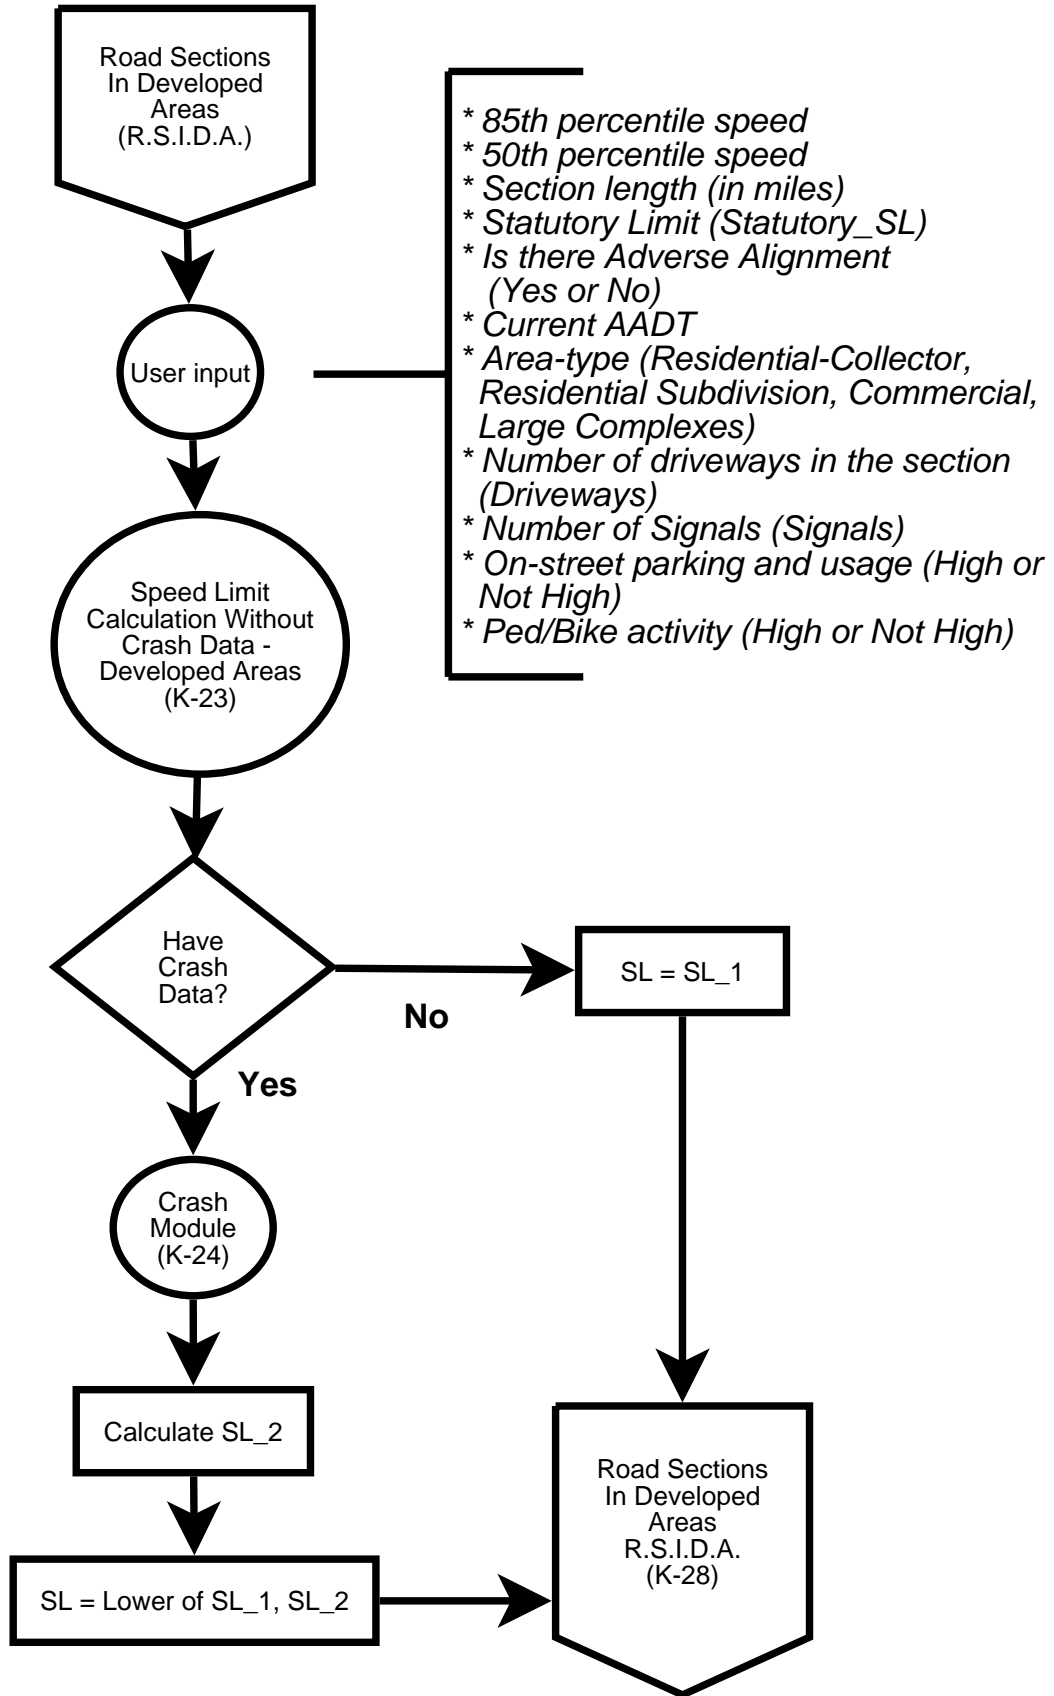 Road Sections
In Developed
Areas
(R.S.I.D.A.)
* 85th percentile speed
* 50th percentile speed
* Section length (in miles)
* Statutory Limit (Statutory_SL)
* Is there Adverse Alignment
(Yes or No)
* Current AADT
* Area-type (Residential-Collector,
Residential Subdivision, Commercial,
Large Complexes)
* Number of driveways in the section
(Driveways)
* Number of Signals (Signals)
* On-street parking and usage (High or
Not High)
* Ped/Bike activity (High or Not High)
User input
Speed Limit
Calculation Without
Crash Data -
Developed Areas
(K-23)
Have
Crash
Data?
No
SL = SL_1
Yes
Crash
Module
(K-24)
Calculate SL_2
SL = Lower of SL_1, SL_2
Road Sections
In Developed
Areas
R.S.I.D.A.
(K-28)